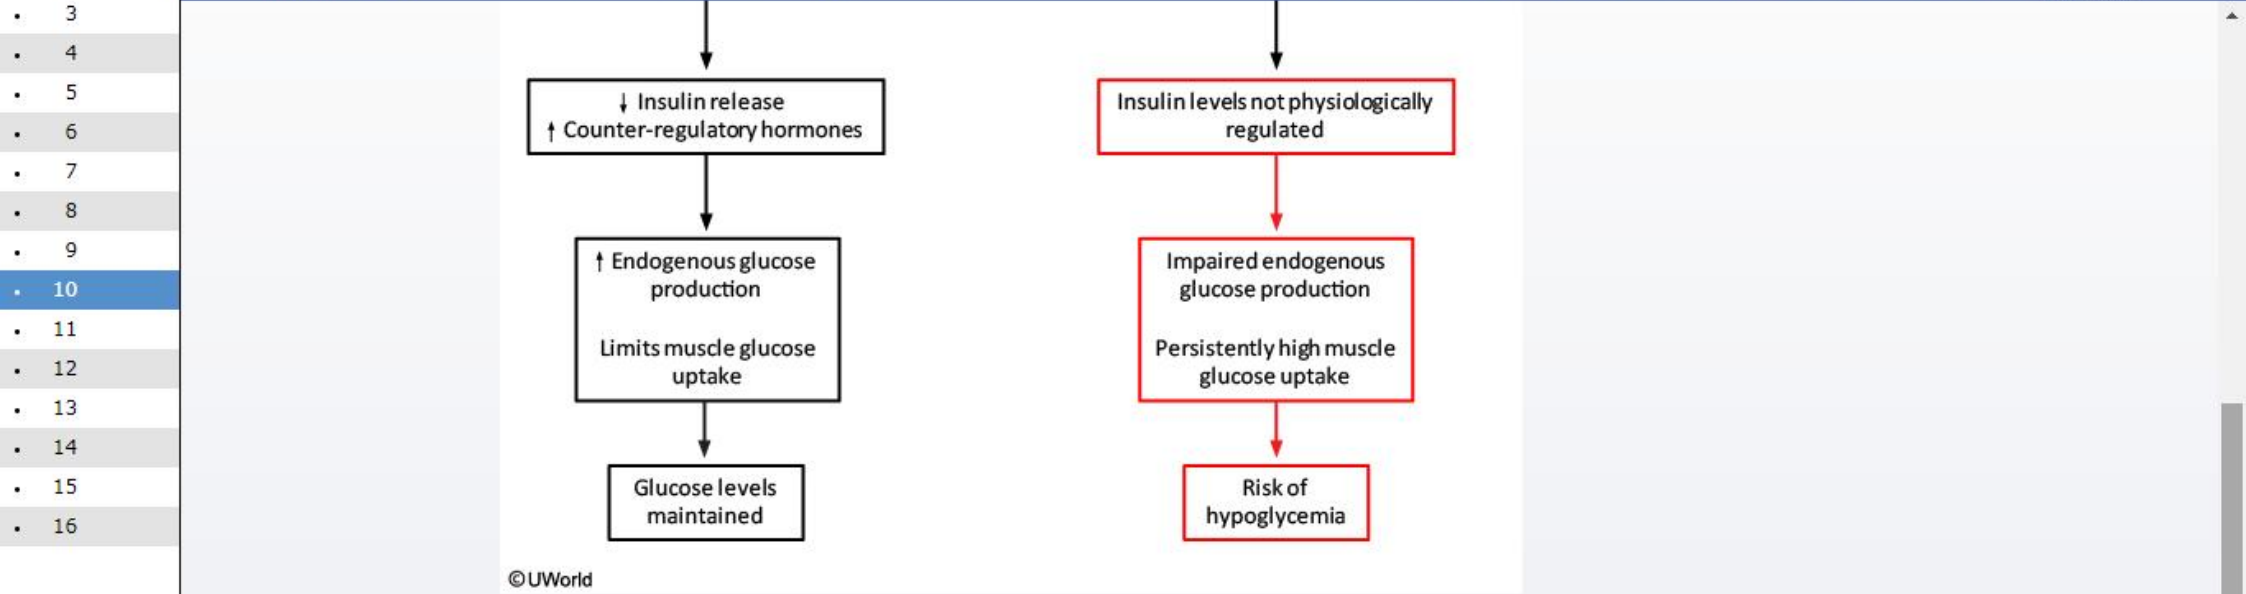 3
4
5
6
7
8
9
10
11
12
13
14
15
16
↓ Insulin release
↑ Counter-regulatory hormones
↑ Endogenous glucose
production
Limits muscle glucose
uptake
Glucose levels
maintained
Insulin levels not physiologically
regulated
Impaired endogenous
glucose production
Persistently high muscle
glucose uptake
Risk of
hypoglycemia
©UWorld